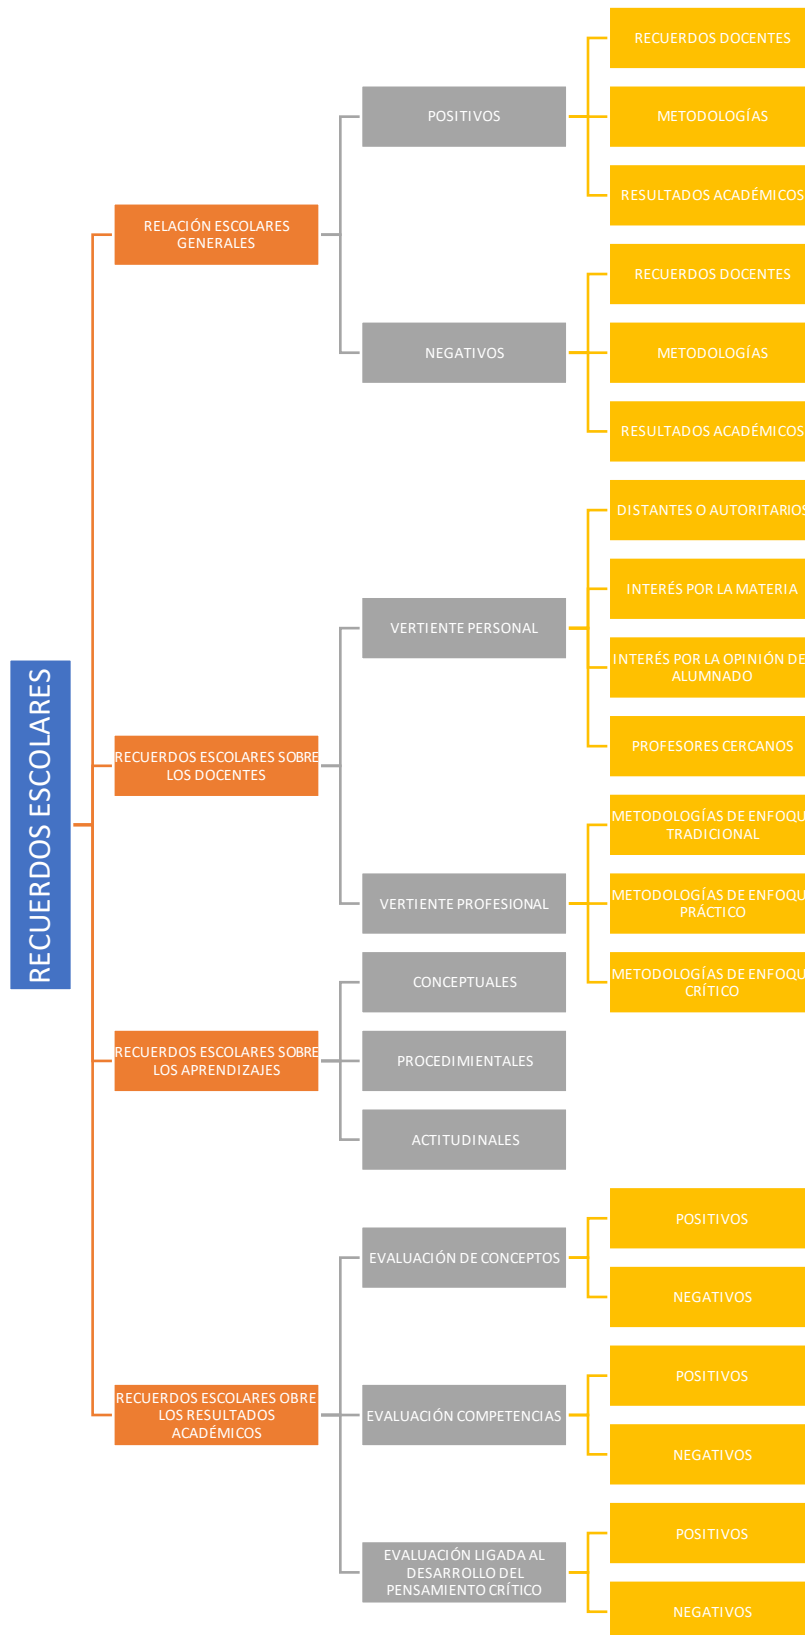 RECUERDOS ESCOLARES
RELACIÓN ESCOLARES
GENERALES
POSITIVOS
RECUERDOS DOCENTES
METODOLOGÍAS
RESULTADOS ACADÉMICOS
NEGATIVOS
RECUERDOS DOCENTES
METODOLOGÍAS
RESULTADOS ACADÉMICOS
RECUERDOS ESCOLARES SOBRE
LOS DOCENTES
VERTIENTE PERSONAL
DISTANTES O AUTORITARIOS
INTERÉS POR LA MATERIA
INTERÉS POR LA OPINIÓN DE
ALUMNADO
PROFESORES CERCANOS
VERTIENTE PROFESIONAL
METODOLOGÍAS DE ENFOQU
TRADICIONAL
METODOLOGÍAS DE ENFOQU
PRÁCTICO
METODOLOGÍAS DE ENFOQU
CRÍTICO
RECUERDOS ESCOLARES SOBRE
LOS APRENDIZAJES
CONCEPTUALES
PROCEDIMIENTALES
ACTITUDINALES
RECUERDOS ESCOLARES OBRE
LOS RESULTADOS
ACADÉMICOS
EVALUACIÓN DE CONCEPTOS
POSITIVOS
NEGATIVOS
EVALUACIÓN COMPETENCIAS
POSITIVOS
NEGATIVOS
EVALUACIÓN LIGADA AL
DESARROLLO DEL
PENSAMIENTO CRÍTICO
POSITIVOS
NEGATIVOS